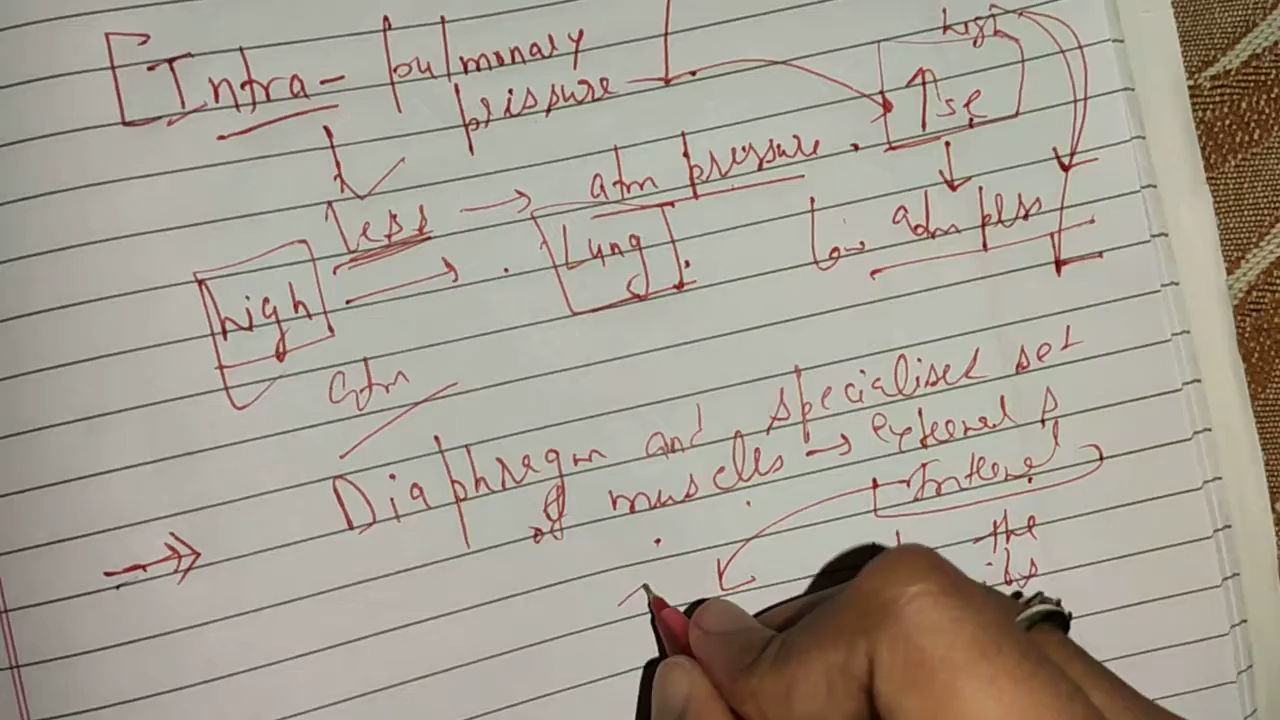 high
Intra- pulmonary
pressure
↑se
less → atm pressure.
Lung
low atm press
high
atm
Diaphragm and specialised set
of muscles → external &
Internal
the
ibs